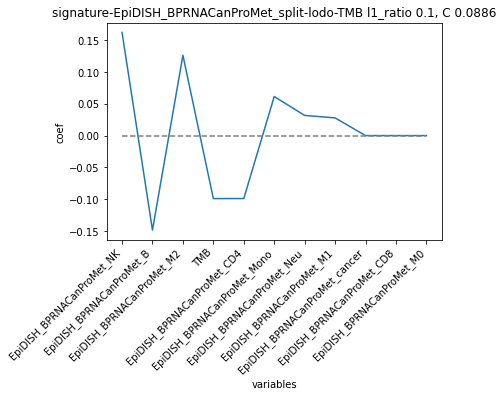 signature-EpiDISH_BPRNACanProMet_split-lodo-TMB l1_ratio 0.1, C 0.0886
0.15
0.10
0.05
0.00
−0.05
−0.10
−0.15
coef
EpiDISH_BPRNACanProMet_NK
EpiDISH_BPRNACanProMet_B
EpiDISH_BPRNACanProMet_M2
TMB
EpiDISH_BPRNACanProMet_CD4
EpiDISH_BPRNACanProMet_Mono
EpiDISH_BPRNACanProMet_Neu
EpiDISH_BPRNACanProMet_M1
EpiDISH_BPRNACanProMet_cancer
EpiDISH_BPRNACanProMet_CD8
EpiDISH_BPRNACanProMet_M0
variables